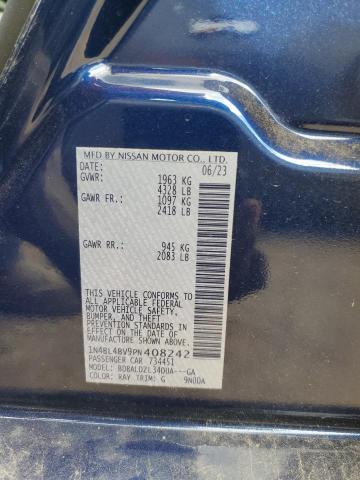 MFD BY NISSAN MOTOR CO., LTD.
DATE: 06/23
GVWR: 1963 KG
4328 LB
GAWR FR.: 1097 KG
2418 LB
GAWR RR.: 945 KG
2083 LB
THIS VEHICLE CONFORMS TO
ALL APPLICABLE FEDERAL
MOTOR VEHICLE SAFETY,
BUMPER, AND THEFT
PREVENTION STANDARDS IN
EFFECT ON THE DATE OF
MANUFACTURE SHOWN ABOVE.
1N4BL4BV9PN408242
PASSENGER CAR 734451
MODEL: BDBALDZL34DUA---GA
COLOR: RAY TRIM: G 9N00A